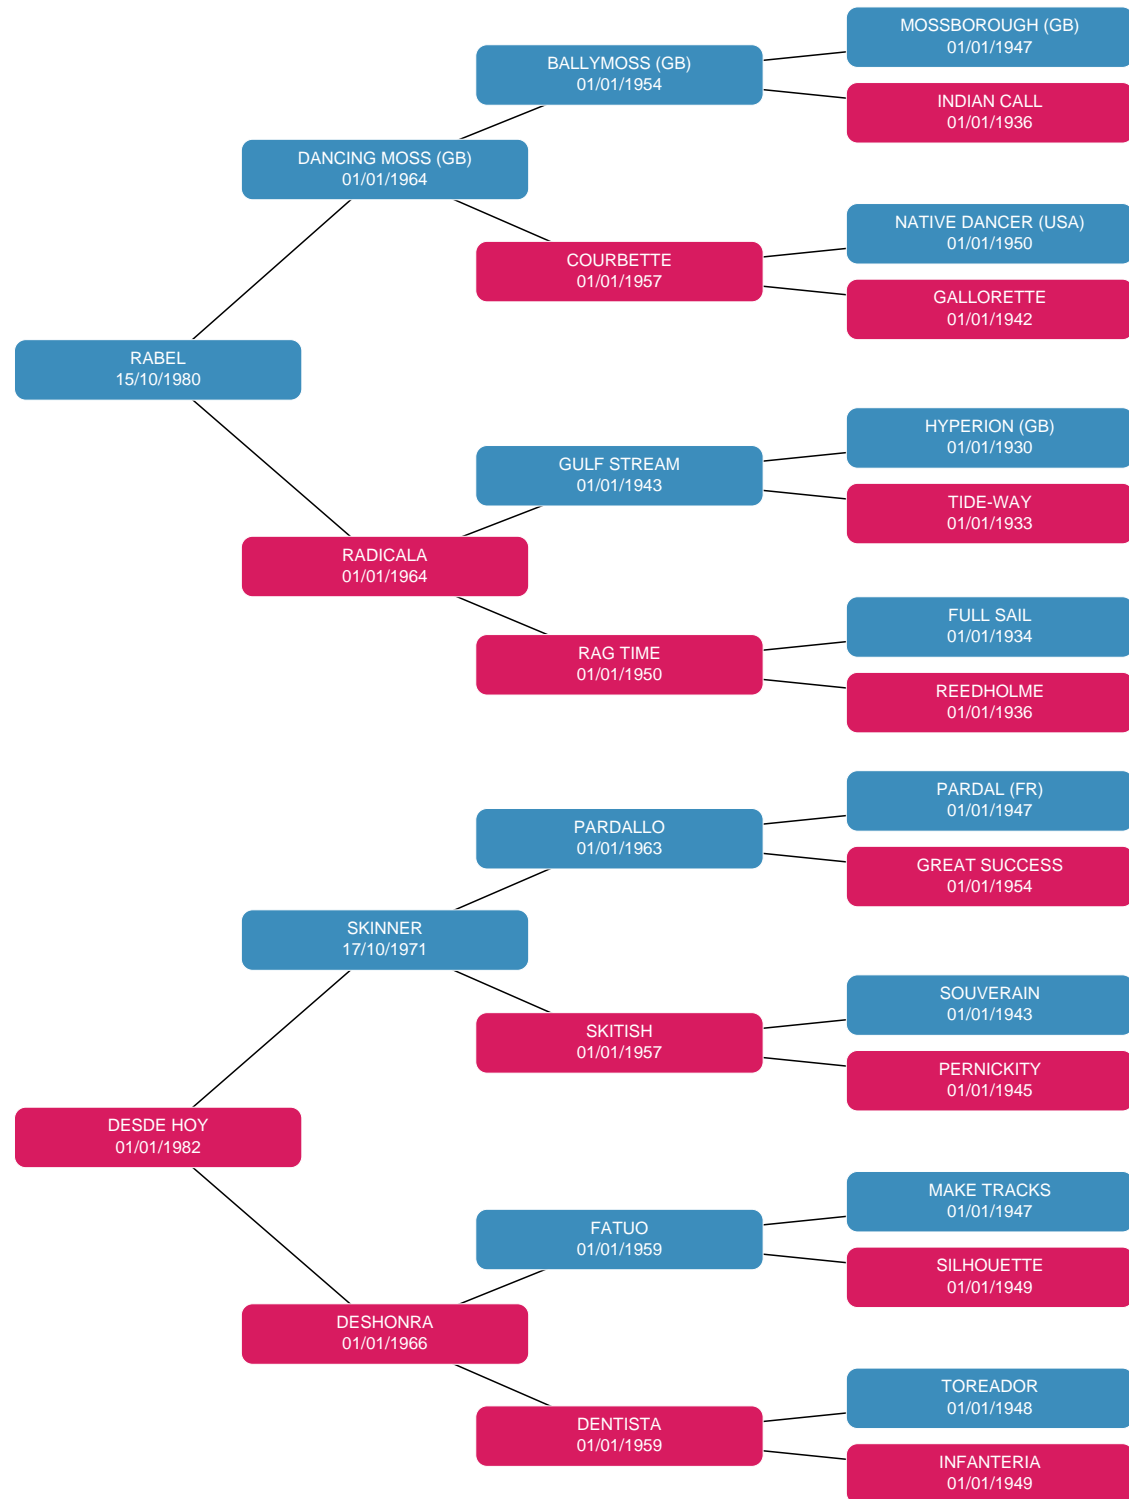 MOSSBOROUGH (GB)
01/01/1947
BALLYMOSS (GB)
01/01/1954
INDIAN CALL
01/01/1936
DANCING MOSS (GB)
01/01/1964
NATIVE DANCER (USA)
01/01/1950
COURBETTE
01/01/1957
GALLORETTE
01/01/1942
RABEL
15/10/1980
HYPERION (GB)
01/01/1930
GULF STREAM
01/01/1943
TIDE-WAY
01/01/1933
RADICALA
01/01/1964
FULL SAIL
01/01/1934
RAG TIME
01/01/1950
REEDHOLME
01/01/1936
PARDAL (FR)
01/01/1947
PARDALLO
01/01/1963
GREAT SUCCESS
01/01/1954
SKINNER
17/10/1971
SOUVERAIN
01/01/1943
SKITISH
01/01/1957
PERNICKITY
01/01/1945
DESDE HOY
01/01/1982
MAKE TRACKS
01/01/1947
FATUO
01/01/1959
SILHOUETTE
01/01/1949
DESHONRA
01/01/1966
TOREADOR
01/01/1948
DENTISTA
01/01/1959
INFANTERIA
01/01/1949